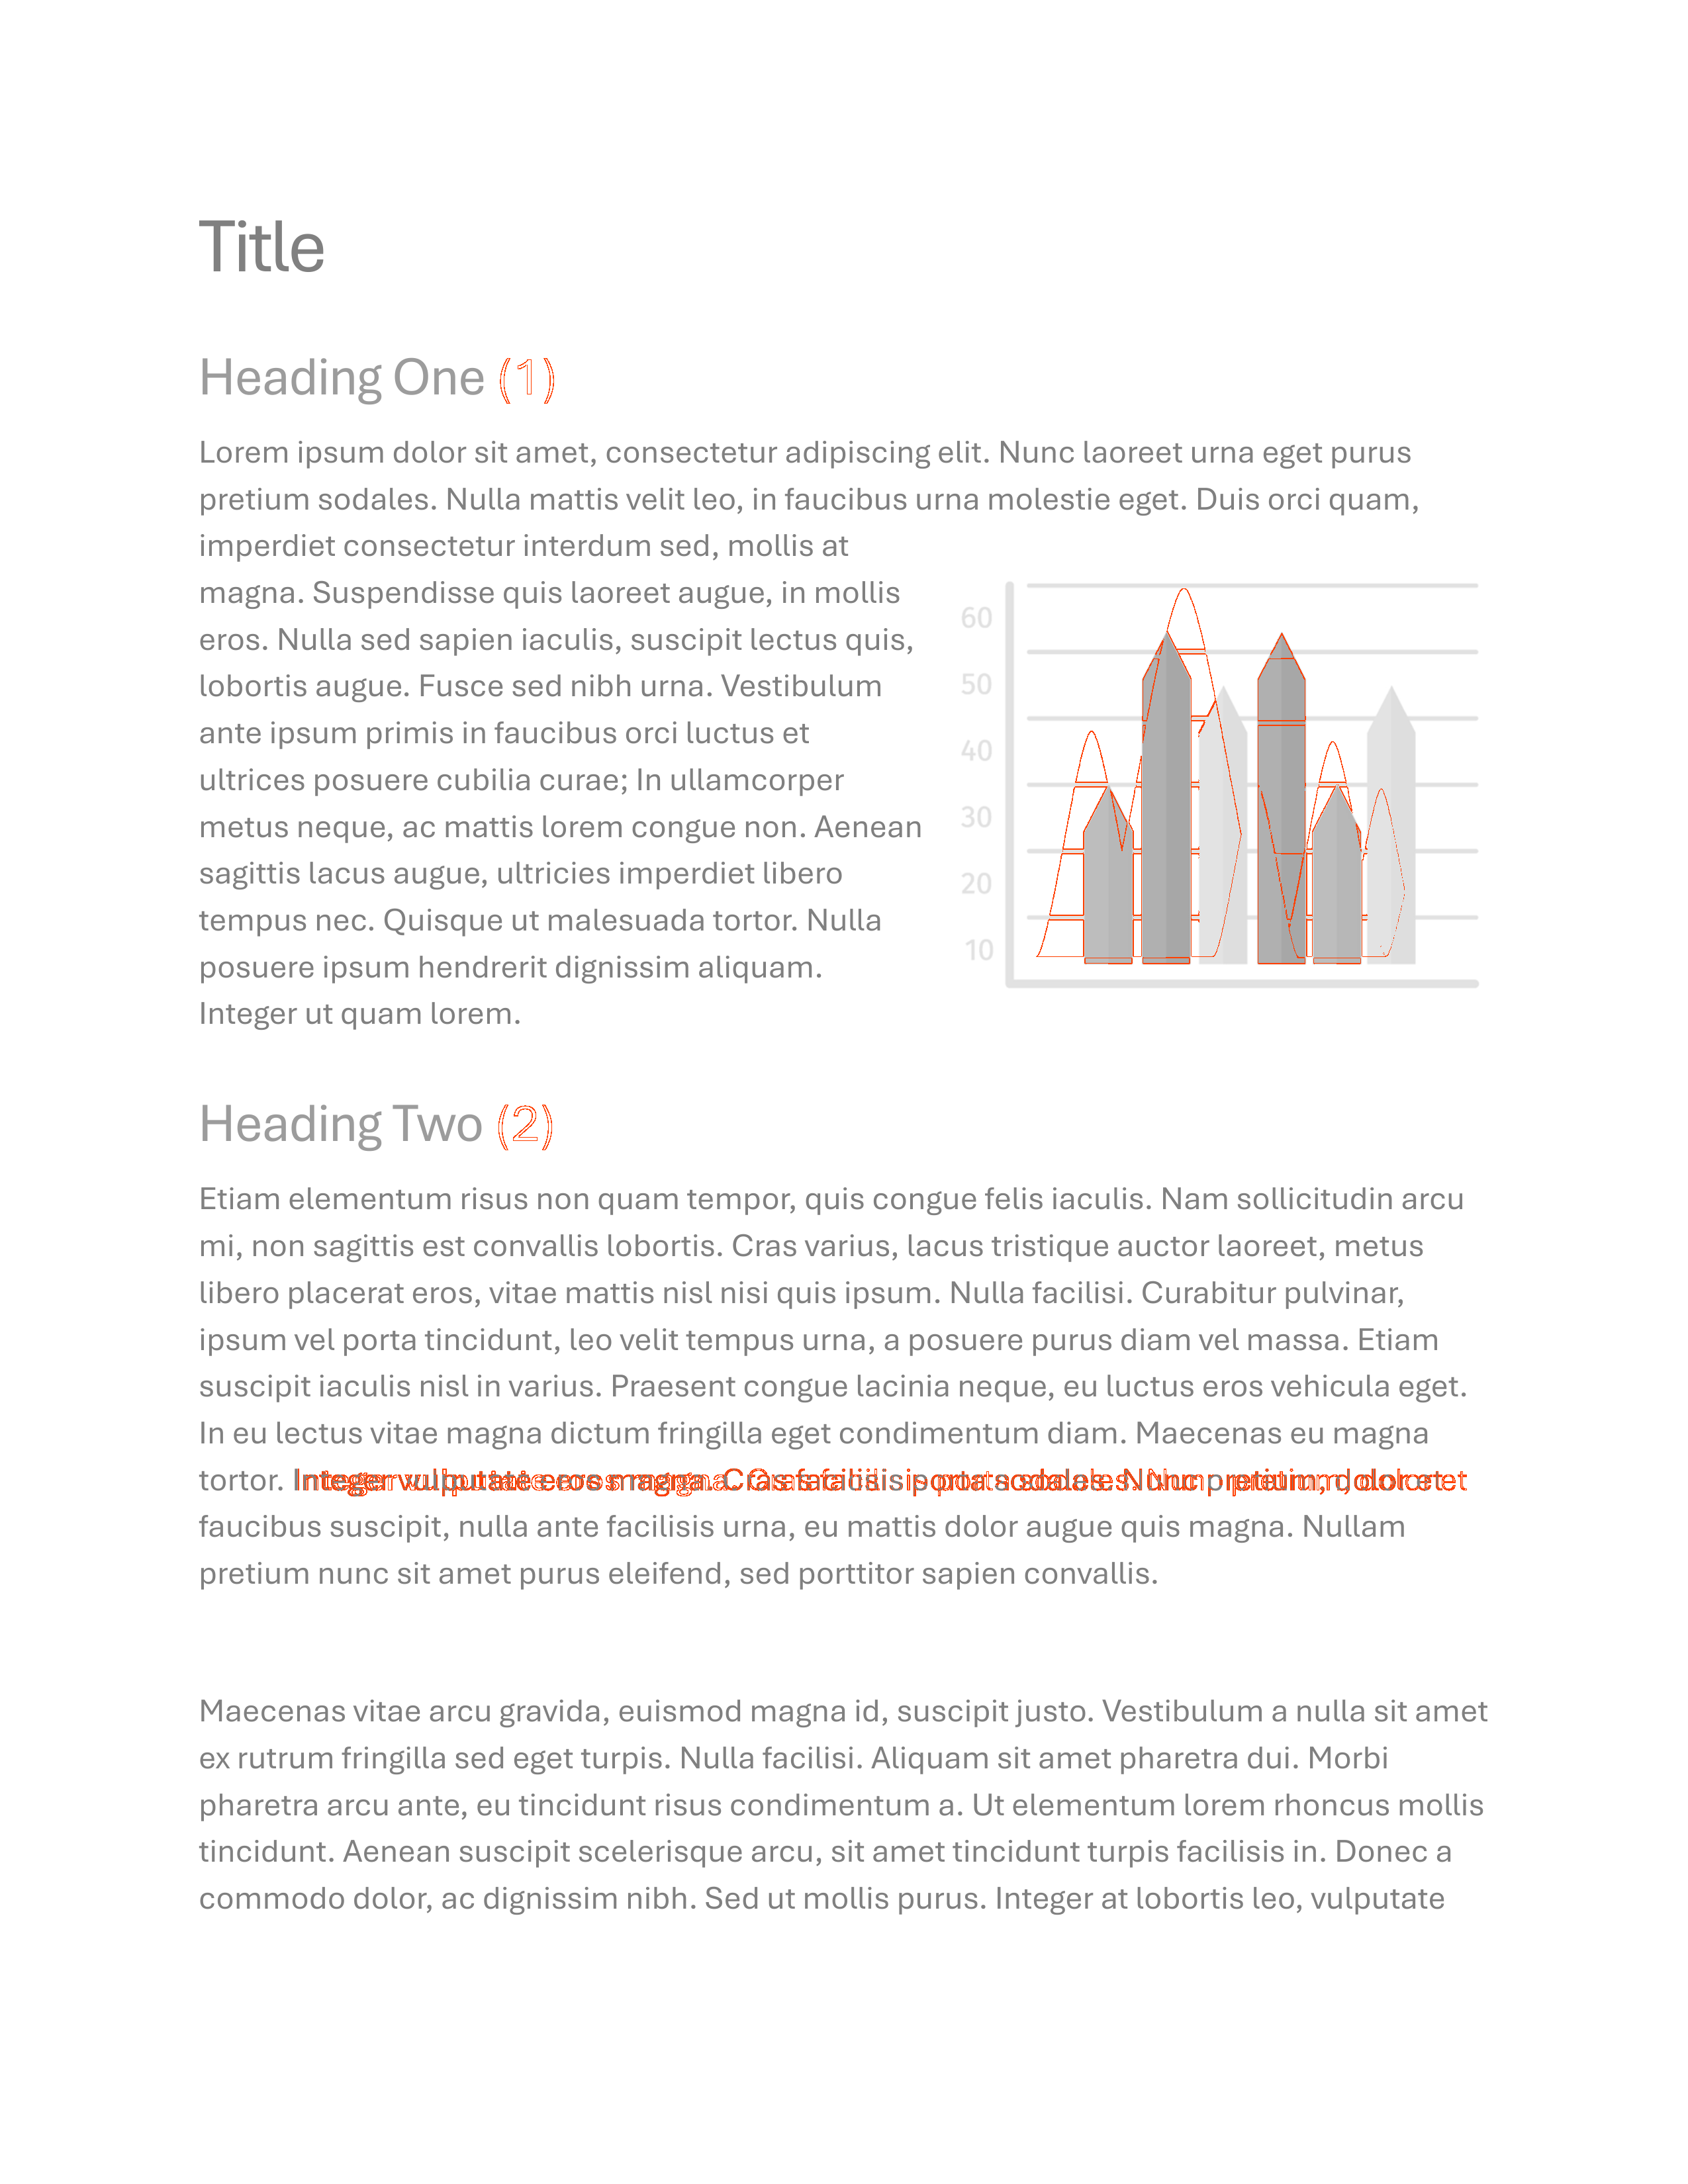 Title
Heading One (1)
Lorem ipsum dolor sit amet, consectetur adipiscing elit. Nunc laoreet urna eget purus
pretium sodales. Nulla mattis velit leo, in faucibus urna molestie eget. Duis orci quam,
imperdiet consectetur interdum sed, mollis at
magna. Suspendisse quis laoreet augue, in mollis
eros. Nulla sed sapien iaculis, suscipit lectus quis,
lobortis augue. Fusce sed nibh urna. Vestibulum
ante ipsum primis in faucibus orci luctus et
ultrices posuere cubilia curae; In ullamcorper
metus neque, ac mattis lorem congue non. Aenean
sagittis lacus augue, ultricies imperdiet libero
tempus nec. Quisque ut malesuada tortor. Nulla
posuere ipsum hendrerit dignissim aliquam.
Integer ut quam lorem.
60
50
40
30
20
10
Heading Two (2)
Etiam elementum risus non quam tempor, quis congue felis iaculis. Nam sollicitudin arcu
mi, non sagittis est convallis lobortis. Cras varius, lacus tristique auctor laoreet, metus
libero placerat eros, vitae mattis nisl nisi quis ipsum. Nulla facilisi. Curabitur pulvinar,
ipsum vel porta tincidunt, leo velit tempus urna, a posuere purus diam vel massa. Etiam
suscipit iaculis nisl in varius. Praesent congue lacinia neque, eu luctus eros vehicula eget.
In eu lectus vitae magna dictum fringilla eget condimentum diam. Maecenas eu magna
tortor. Integer vulputate eros magna. Cras facilisis porta sodales. Nunc pretium, dolor et
faucibus suscipit, nulla ante facilisis urna, eu mattis dolor augue quis magna. Nullam
pretium nunc sit amet purus eleifend, sed porttitor sapien convallis.
Maecenas vitae arcu gravida, euismod magna id, suscipit justo. Vestibulum a nulla sit amet
ex rutrum fringilla sed eget turpis. Nulla facilisi. Aliquam sit amet pharetra dui. Morbi
pharetra arcu ante, eu tincidunt risus condimentum a. Ut elementum lorem rhoncus mollis
tincidunt. Aenean suscipit scelerisque arcu, sit amet tincidunt turpis facilisis in. Donec a
commodo dolor, ac dignissim nibh. Sed ut mollis purus. Integer at lobortis leo, vulputate